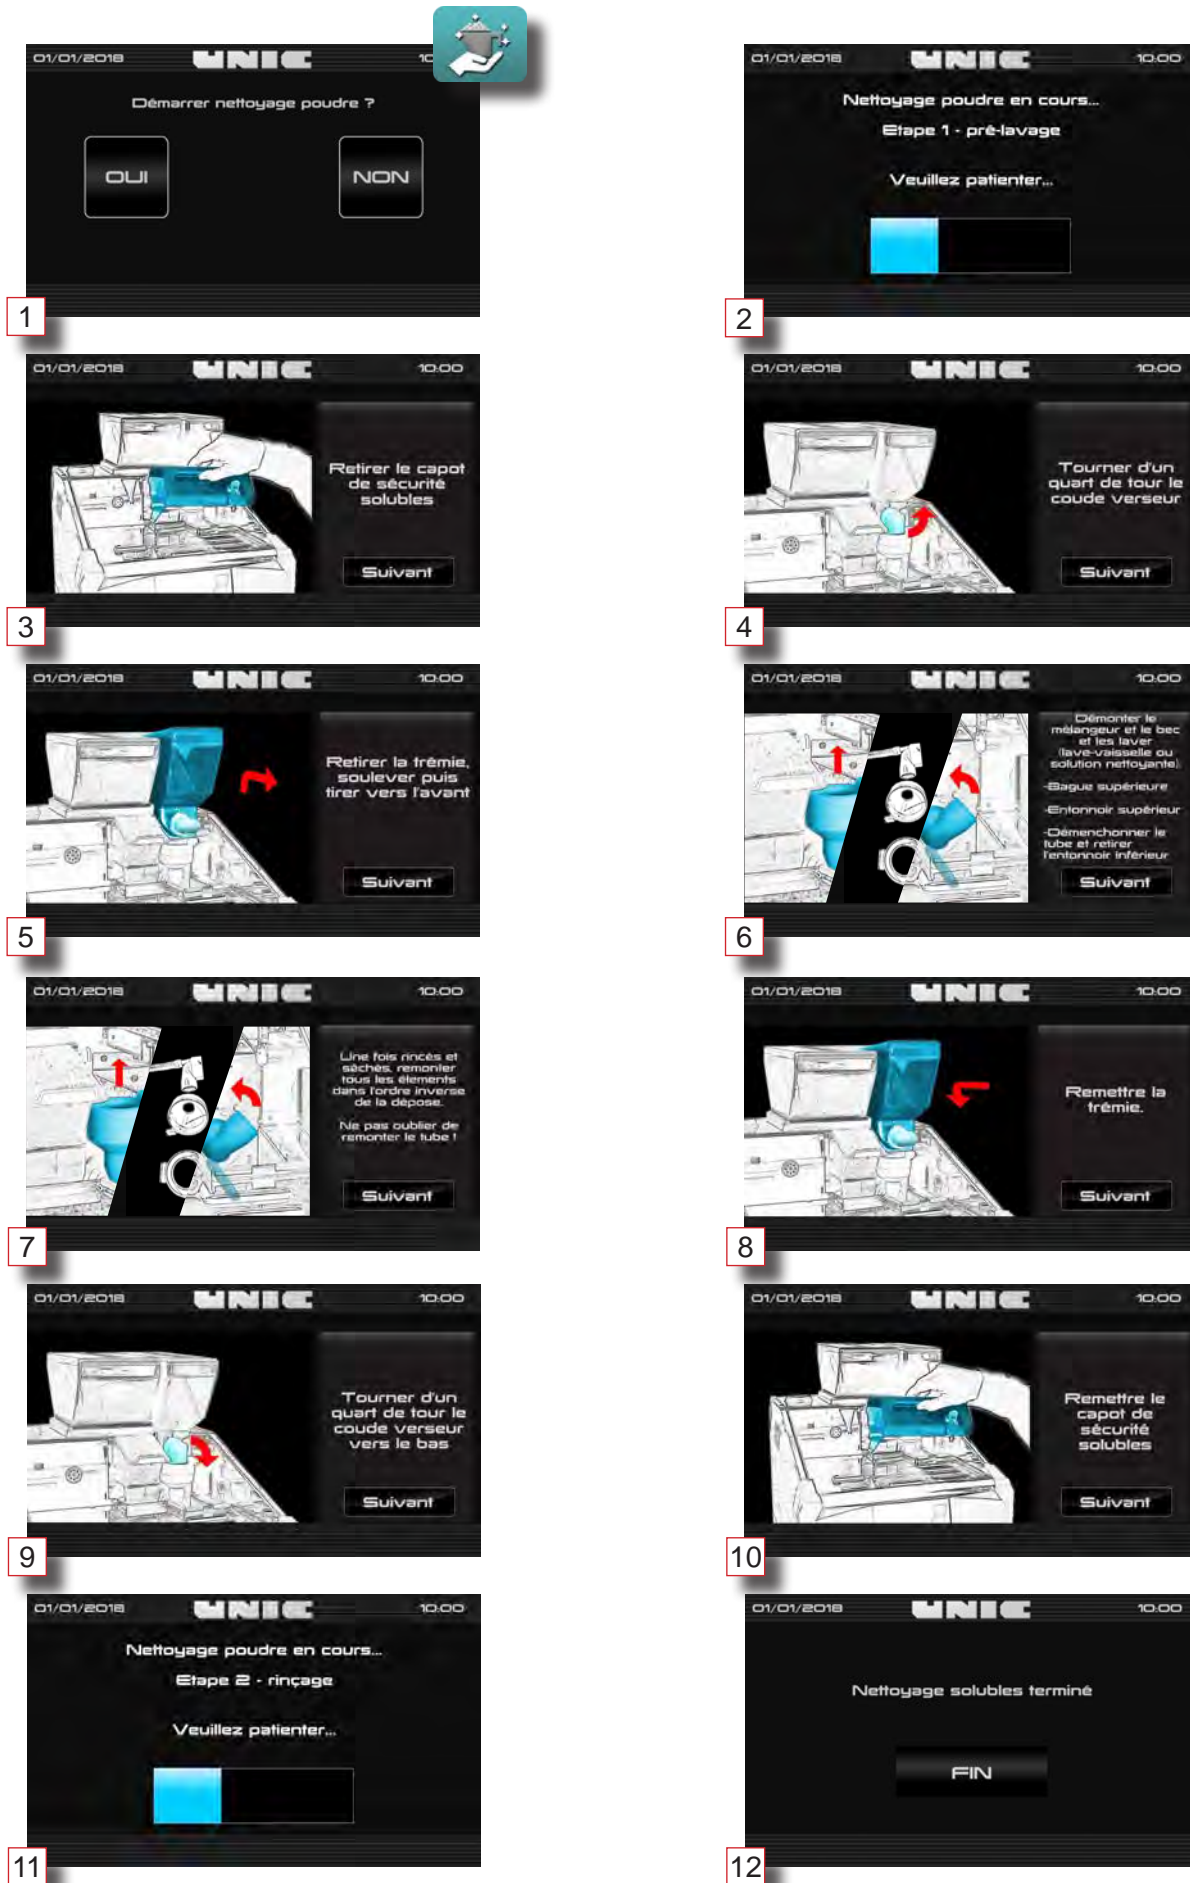 01/01/2018 UNIC 10
Démarrer nettoyage poudre ?
OUI
NON
1
01/01/2018 UNIC 10:00
Nettoyage poudre en cours...
Etape 1 - pré-lavage
Veuillez patienter...
2
01/01/2018 UNIC 10:00
Retirer le capot
de sécurité
solubles
Suivant
3
01/01/2018 UNIC 10:00
Tourner d'un
quart de tour le
coude verseur
Suivant
4
01/01/2018 UNIC 10:00
Retirer la trémie,
soulever puis
tirer vers l'avant
Suivant
5
01/01/2018 UNIC 10:00
Démonter le
mélangeur et le bec
et les laver
(lave-vaisselle ou
solution nettoyante).
-Bague supérieure
-Entonnoir supérieur
-Démenchonner le
tube et retirer
l'entonnoir inférieur
Suivant
6
01/01/2018 UNIC 10:00
Une fois rincés et
séchés, remonter
tous les élements
dans l'ordre inverse
de la dépose.
Ne pas oublier de
remonter le tube !
Suivant
7
01/01/2018 UNIC 10:00
Remettre la
trémie.
Suivant
8
01/01/2018 UNIC 10:00
Tourner d'un
quart de tour le
coude verseur
vers le bas
Suivant
9
01/01/2018 UNIC 10:00
Remettre le
capot de
sécurité
solubles
Suivant
10
01/01/2018 UNIC 10:00
Nettoyage poudre en cours...
Etape 2 - rinçage
Veuillez patienter...
11
01/01/2018 UNIC 10:00
Nettoyage solubles terminé
FIN
12